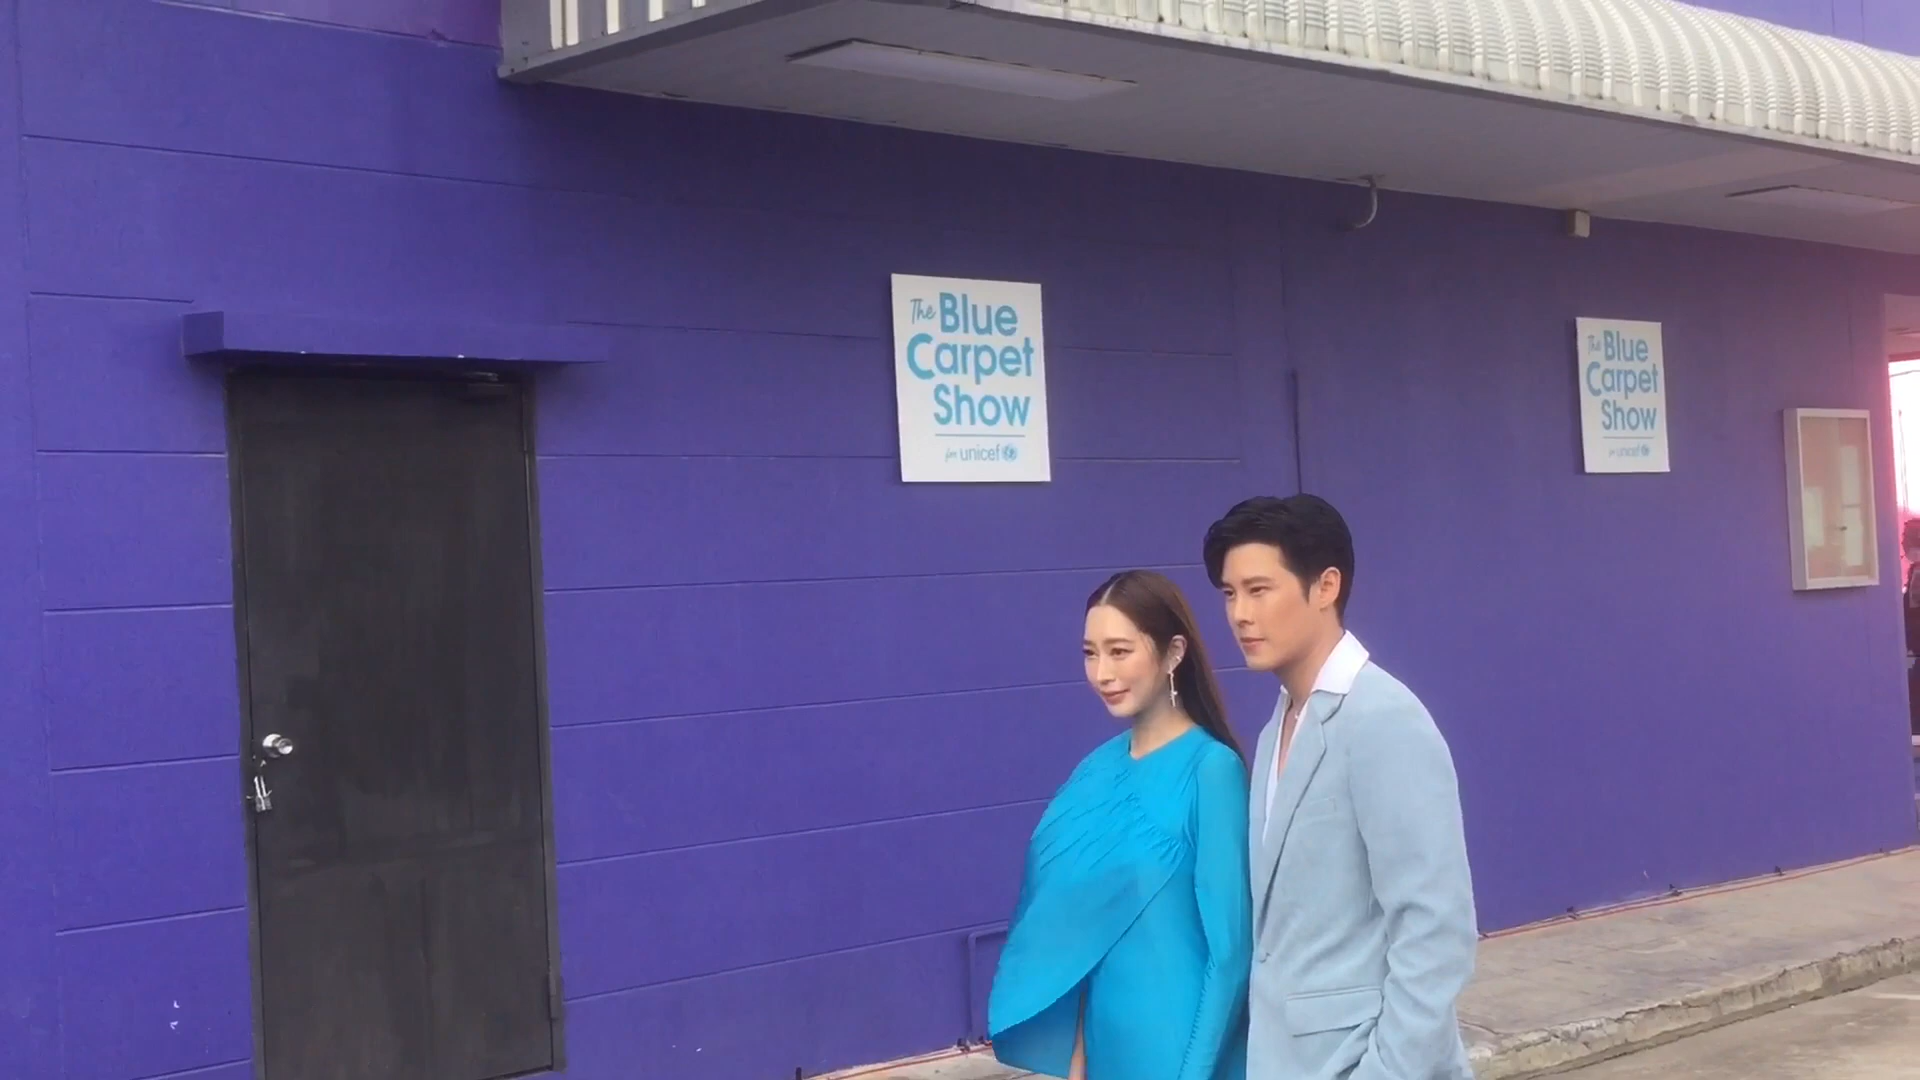 The Blue
Carpet
Show
for unicef
The Blue
Carpet
Show
for unicef